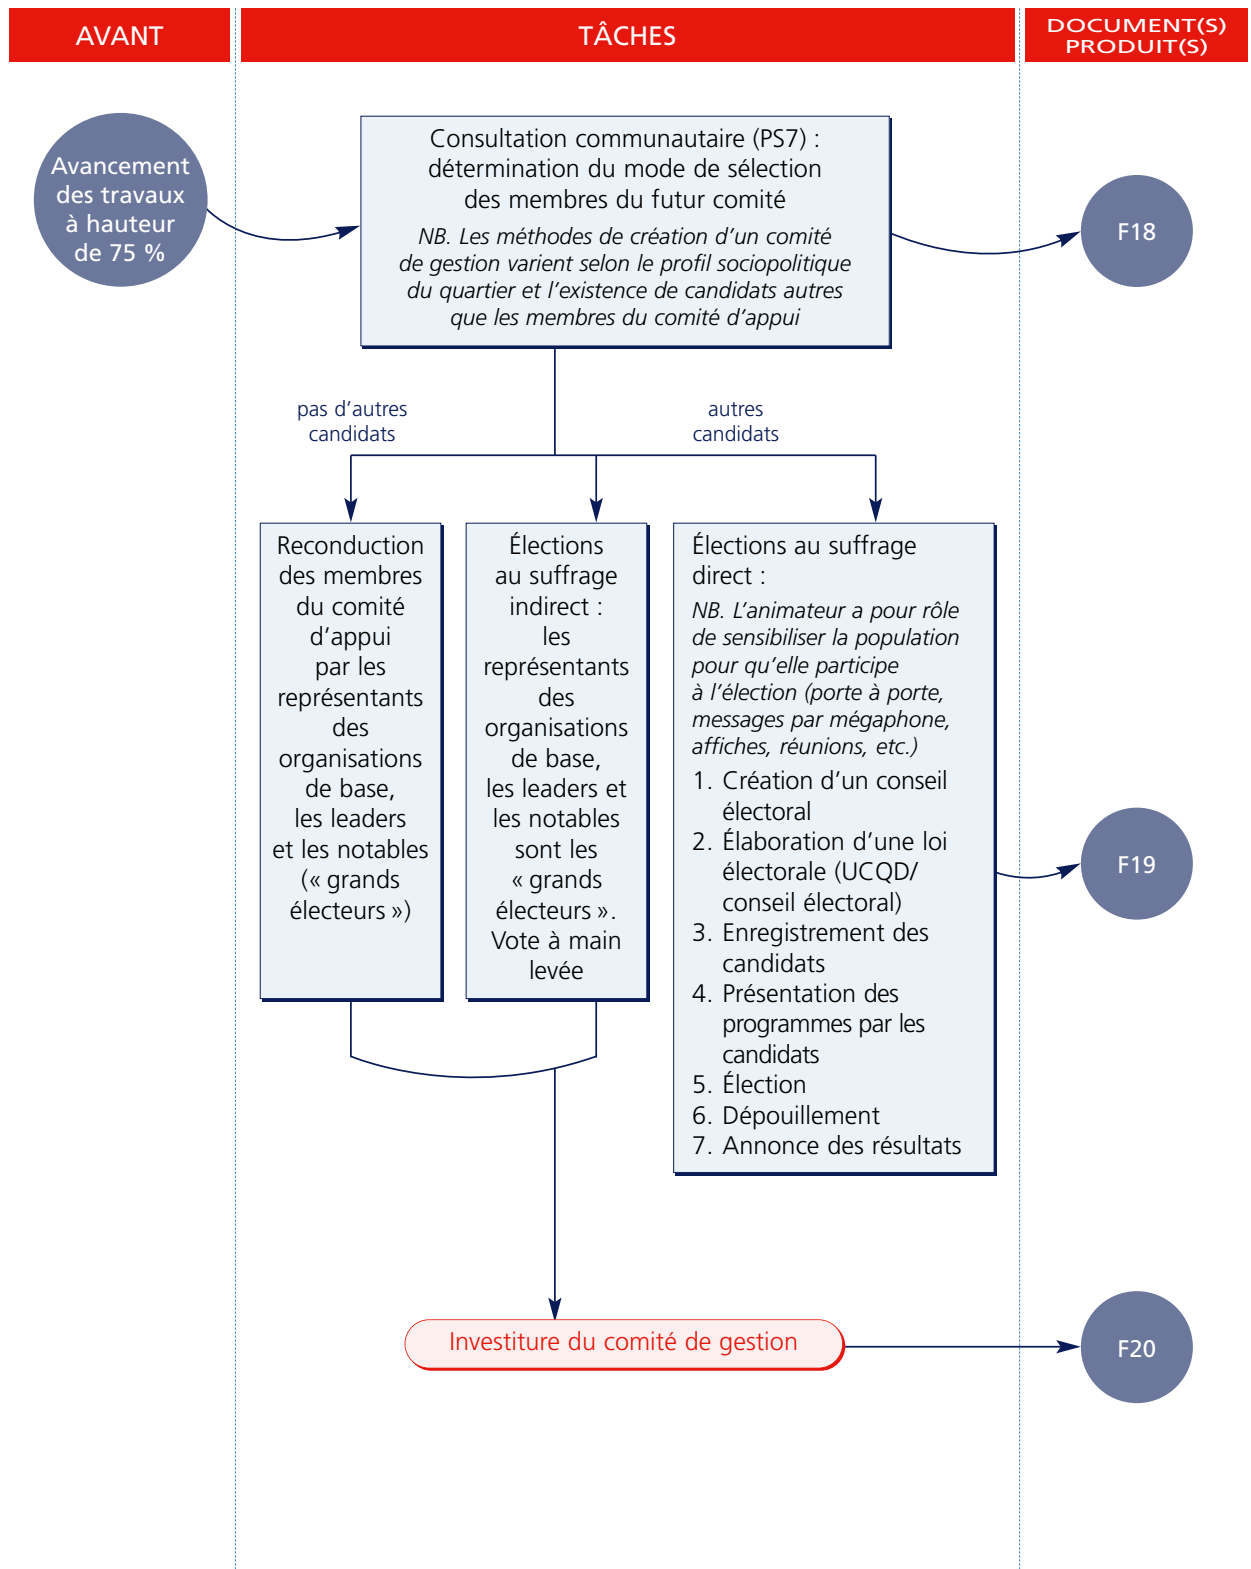 AVANT
TÂCHES
DOCUMENT(S)
PRODUIT(S)
Avancement
des travaux
à hauteur
de 75 %
Consultation communautaire (PS7) :
détermination du mode de sélection
des membres du futur comité
NB. Les méthodes de création d’un comité
de gestion varient selon le profil sociopolitique
du quartier et l’existence de candidats autres
que les membres du comité d’appui
F18
pas d’autres
candidats
autres
candidats
Reconduction
des membres
du comité
d’appui
par les
représentants
des
organisations
de base,
les leaders
et les notables
(« grands
électeurs »)
Élections
au suffrage
indirect :
les
représentants
des
organisations
de base,
les leaders et
les notables
sont les
« grands
électeurs ».
Vote à main
levée
Élections au suffrage
direct :
NB. L’animateur a pour rôle
de sensibiliser la population
pour qu’elle participe
à l’élection (porte à porte,
messages par mégaphone,
affiches, réunions, etc.)
1. Création d’un conseil
électoral
2. Élaboration d’une loi
électorale (UCQD/
conseil électoral)
3. Enregistrement des
candidats
4. Présentation des
programmes par les
candidats
5. Élection
6. Dépouillement
7. Annonce des résultats
F19
Investiture du comité de gestion
F20